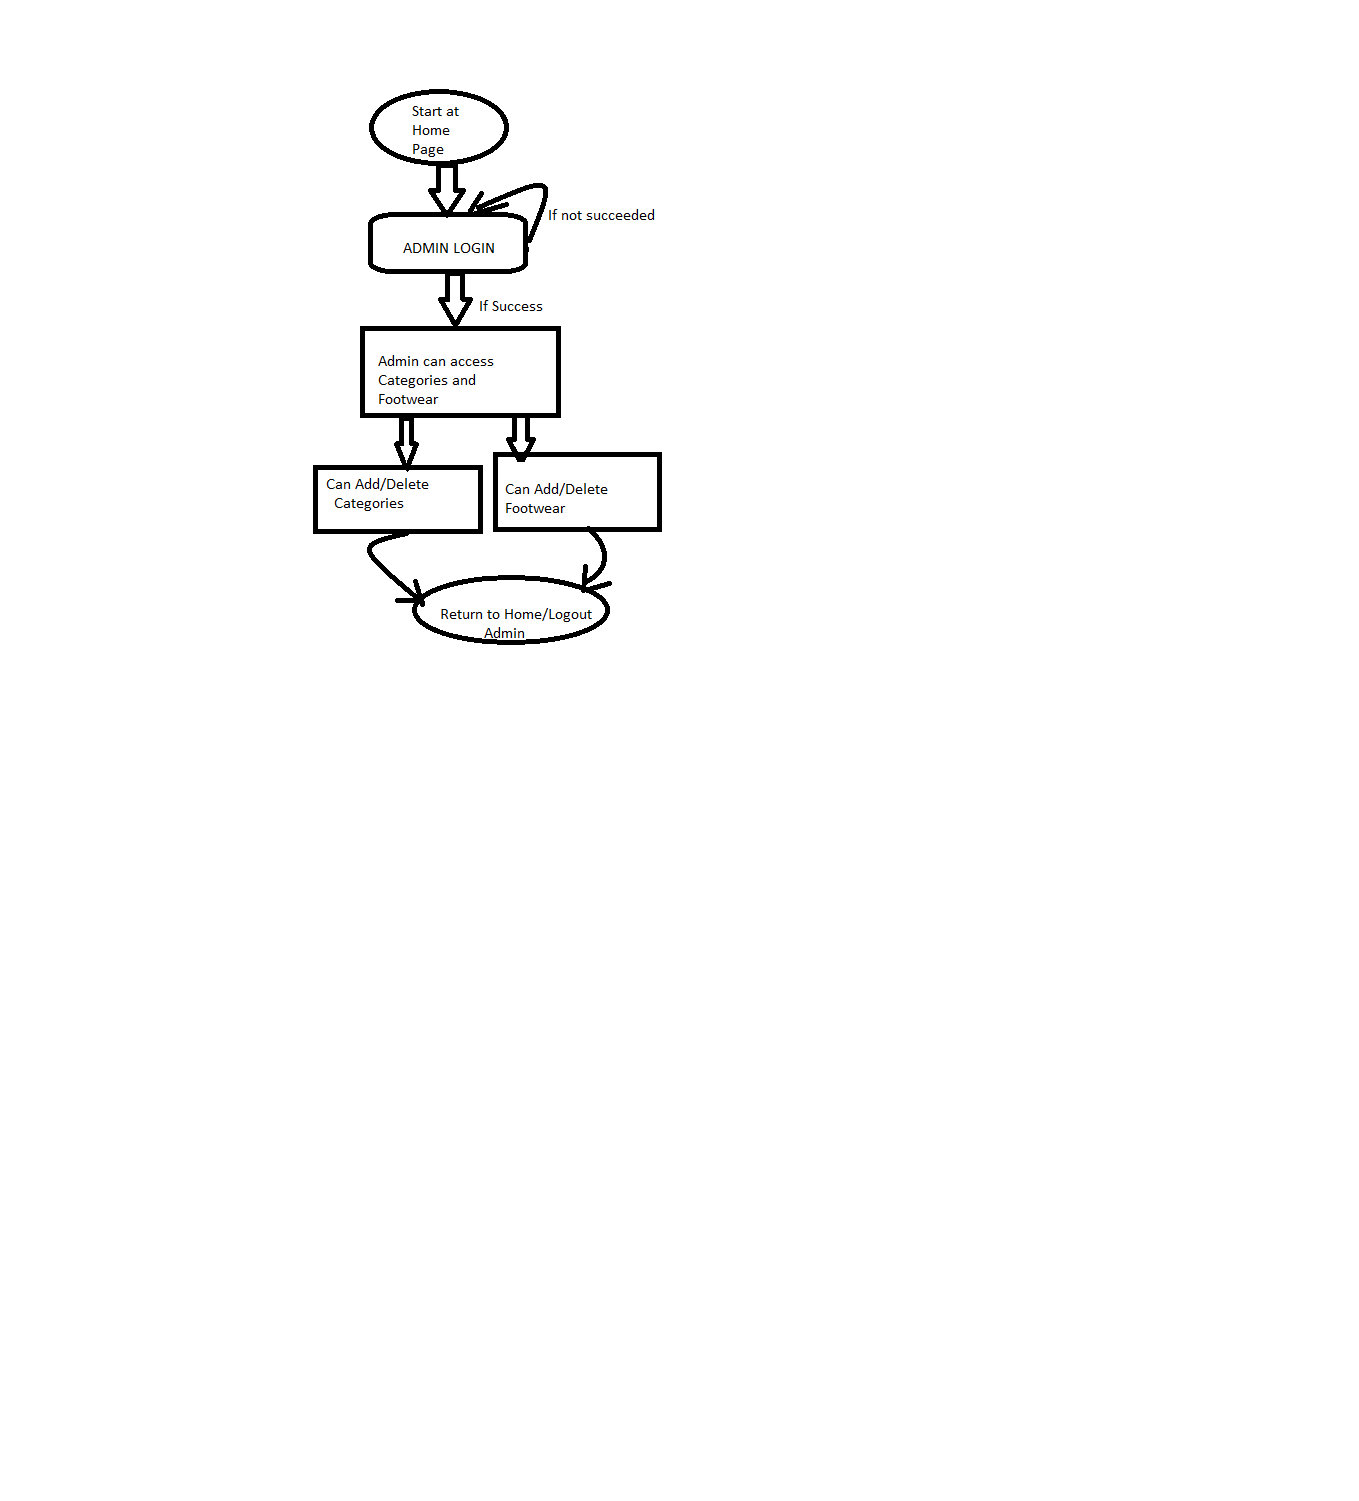 Start at
Home
Page
If not succeeded
ADMIN LOGIN
If Success
Admin can access
Categories and
Footwear
Can Add/Delete
Categories
Can Add/Delete
Footwear
Return to Home/Logout
Admin